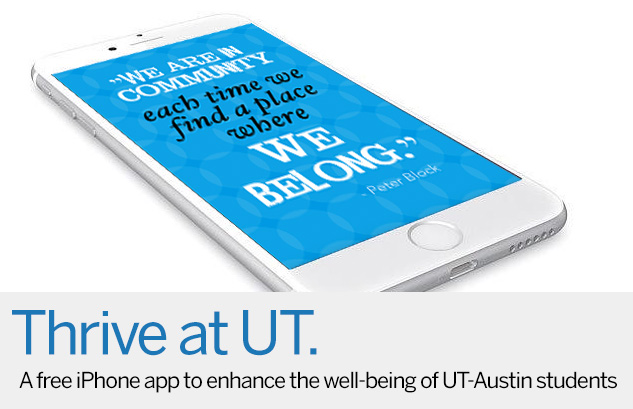 "WE ARE IN
COMMUNITY
each time we
find a place
where
WE
BELONG."
- Peter Block
Thrive at UT.
A free iPhone app to enhance the well-being of UT-Austin students